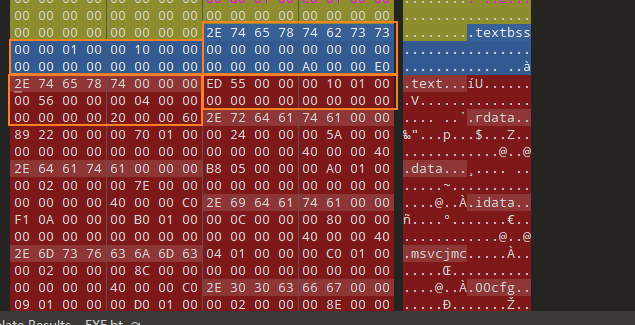 00 00 00 00 00 00 00 00 00 00 00 00 00 00 00 00 ................
00 00 00 00 00 00 00 00 2E 74 65 78 74 62 73 73 .........textbss
00 00 01 00 00 10 00 00 00 00 00 00 00 00 00 00 ................
00 00 00 00 00 00 00 00 00 00 00 00 A0 00 00 E0 ............ ..à
2E 74 65 78 74 00 00 00 ED 55 00 00 00 10 01 00 .text...íU......
00 56 00 00 00 04 00 00 00 00 00 00 00 00 00 00 .V..............
00 00 00 00 20 00 00 60 2E 72 64 61 74 61 00 00 .... ..`.rdata..
89 22 00 00 00 70 01 00 00 24 00 00 00 5A 00 00 ‰"...p...$...Z..
00 00 00 00 00 00 00 00 00 00 00 00 40 00 00 40 ............@..@
2E 64 61 74 61 00 00 00 B8 05 00 00 00 A0 01 00 .data...¸.... ..
00 02 00 00 00 7E 00 00 00 00 00 00 00 00 00 00 .....~..........
00 00 00 00 40 00 00 C0 2E 69 64 61 74 61 00 00 ....@..À.idata..
F1 0A 00 00 00 B0 01 00 00 0C 00 00 00 80 00 00 ñ....°.......€..
00 00 00 00 00 00 00 00 00 00 00 00 40 00 00 40 ............@..@
2E 6D 73 76 63 6A 6D 63 04 01 00 00 00 C0 01 00 .msvcjmc.....À..
00 02 00 00 00 8C 00 00 00 00 00 00 00 00 00 00 .....Œ..........
00 00 00 00 40 00 00 C0 2E 30 30 63 66 67 00 00 ....@..À.00cfg..
09 01 00 00 00 D0 01 00 00 02 00 00 00 8E 00 00 .....Ð.......Ž..